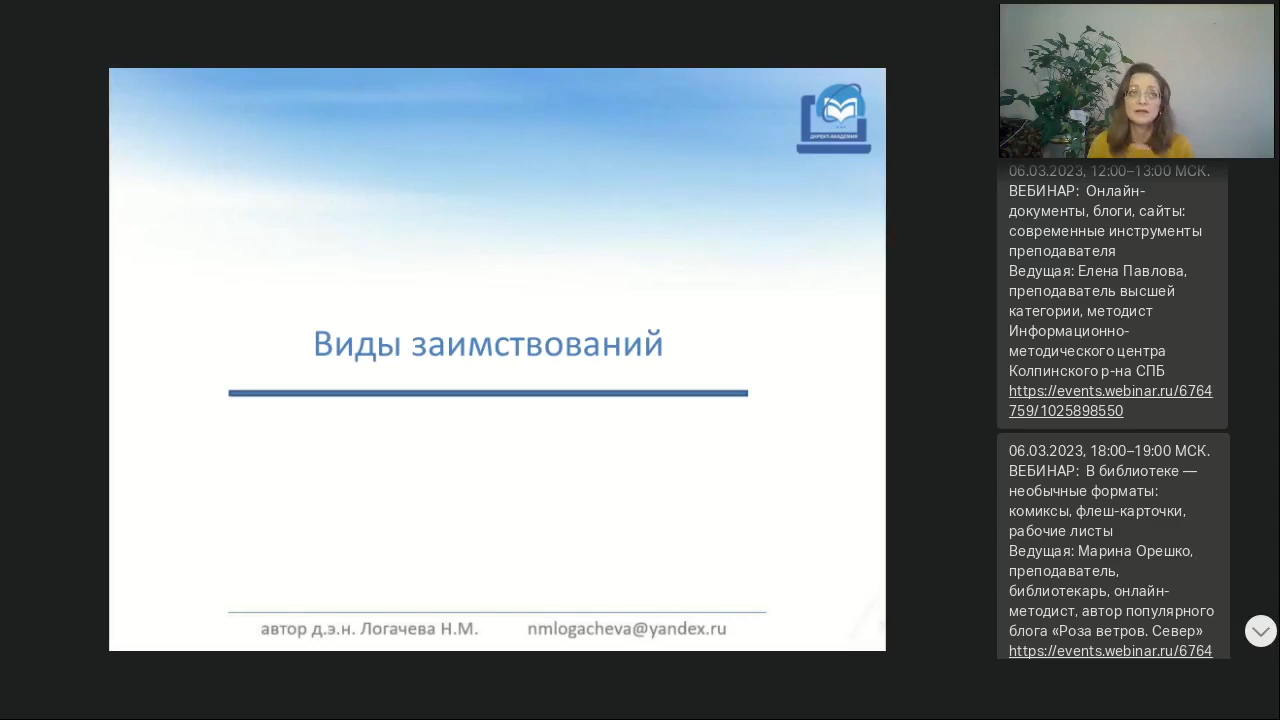 ДИРЕКТ-АКАДЕМИЯ
Виды заимствований
автор д.э.н. Логачева Н.М. nmlogacheva@yandex.ru
06.03.2023, 12:00–13:00 МСК.
ВЕБИНАР: Онлайн-
документы, блоги, сайты:
современные инструменты
преподавателя
Ведущая: Елена Павлова,
преподаватель высшей
категории, методист
Информационно-
методического центра
Колпинского р-на СПБ
https://events.webinar.ru/6764
759/1025898550
06.03.2023, 18:00–19:00 МСК.
ВЕБИНАР: В библиотеке —
необычные форматы:
комиксы, флеш-карточки,
рабочие листы
Ведущая: Марина Орешко,
преподаватель,
библиотекарь, онлайн-
методист, автор популярного
блога «Роза ветров. Север»
https://events.webinar.ru/6764